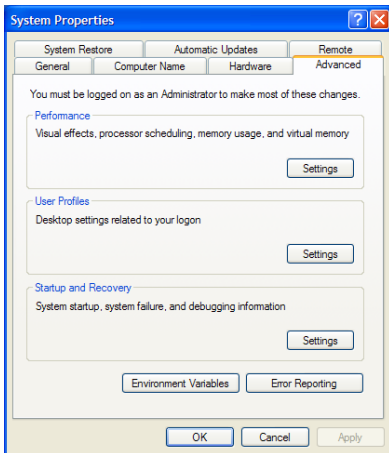 System Properties
System Restore Automatic Updates Remote
General Computer Name Hardware Advanced
You must be logged on as an Administrator to make most of these changes.
Performance
Visual effects, processor scheduling, memory usage, and virtual memory
Settings
User Profiles
Desktop settings related to your logon
Settings
Startup and Recovery
System startup, system failure, and debugging information
Settings
Environment Variables Error Reporting
OK Cancel Apply